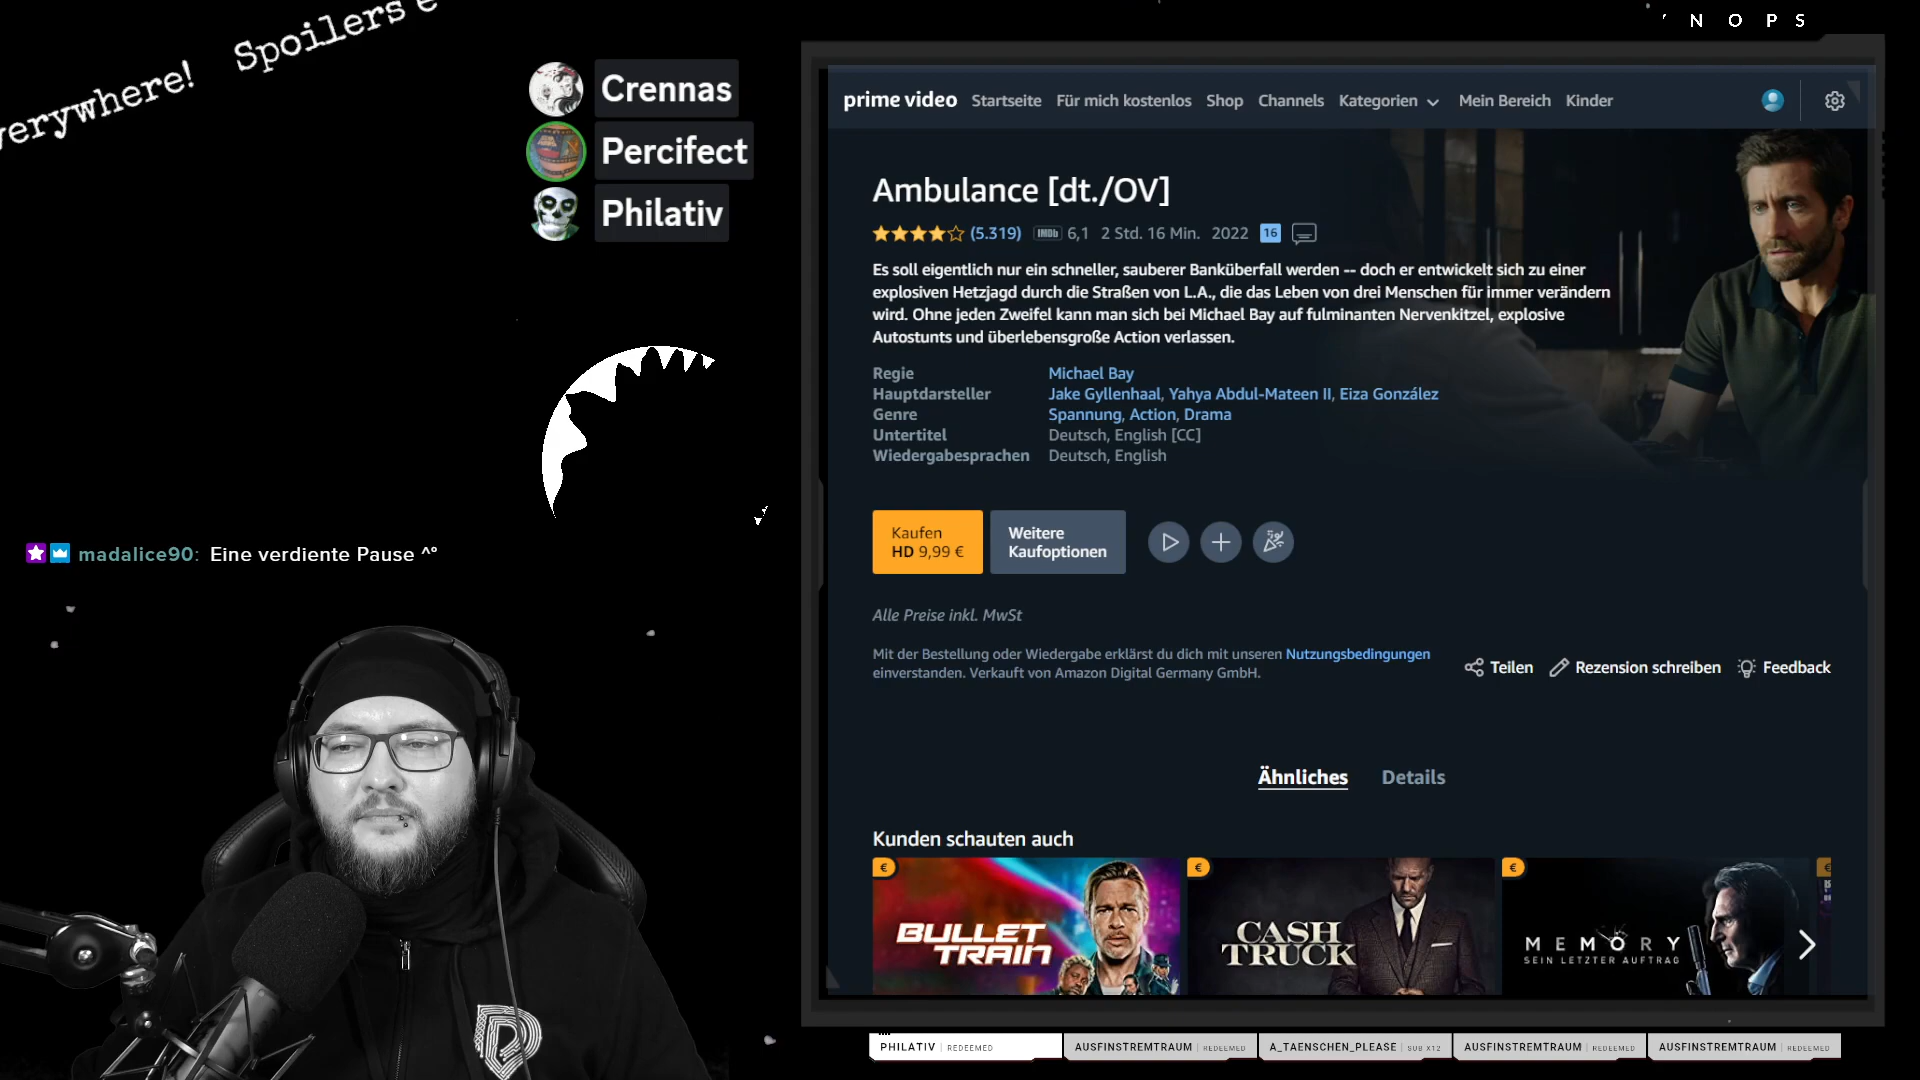 verywhere! Spoilers e
NOPS
Crennas
Percifect
Philativ
prime video Startseite Für mich kostenlos Shop Channels Kategorien Mein Bereich Kinder
Ambulance [dt./OV]
(5.319) IMDb 6,1 2 Std. 16 Min. 2022 16
Es soll eigentlich nur ein schneller, sauberer Banküberfall werden -- doch er entwickelt sich zu einer
explosiven Hetzjagd durch die Straßen von L.A., die das Leben von drei Menschen für immer verändern
wird. Ohne jeden Zweifel kann man sich bei Michael Bay auf fulminanten Nervenkitzel, explosive
Autostunts und überlebensgroße Action verlassen.
Regie Michael Bay
Hauptdarsteller Jake Gyllenhaal, Yahya Abdul-Mateen II, Eiza González
Genre Spannung, Action, Drama
Untertitel Deutsch, English [CC]
Wiedergabesprachen Deutsch, English
Kaufen
HD 9,99 €
Weitere
Kaufoptionen
madalice90: Eine verdiente Pause ^°
Alle Preise inkl. MwSt
Mit der Bestellung oder Wiedergabe erklärst du dich mit unseren Nutzungsbedingungen
einverstanden. Verkauft von Amazon Digital Germany GmbH.
Teilen Rezension schreiben Feedback
Ähnliches Details
Kunden schauten auch
€ € € €
BULLET
TRAIN
CASH
TRUCK
MEMORY
SEIN LETZTER AUFTRAG
PHILATIV | REDEEMED AUSFINSTREMTRAUM | REDEEMED A_TAENSCHEN_PLEASE | SUB X12 AUSFINSTREMTRAUM | REDEEMED AUSFINSTREMTRAUM | REDEEMED